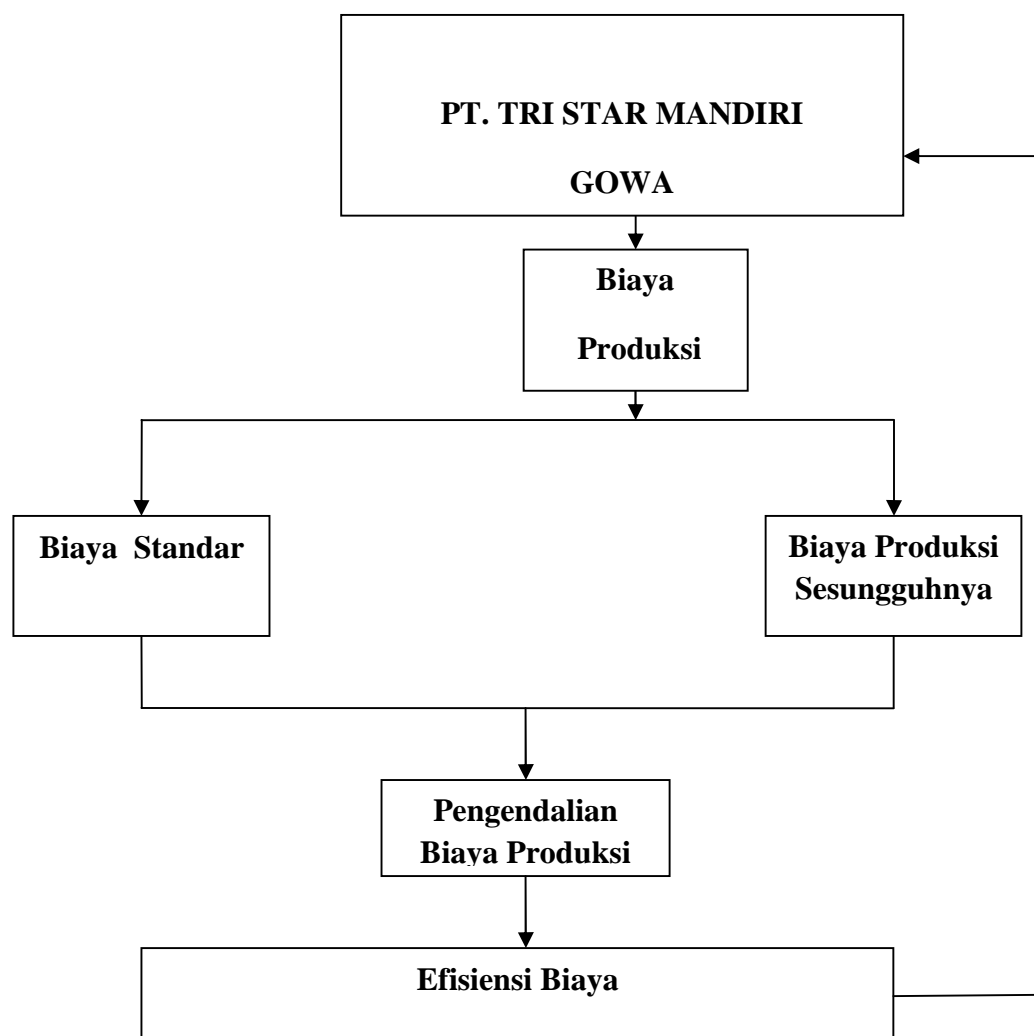 PT. TRI STAR MANDIRI
GOWA
Biaya
Produksi
Biaya Standar
Biaya Produksi
Sesungguhnya
Pengendalian
Biaya Produksi
Efisiensi Biaya